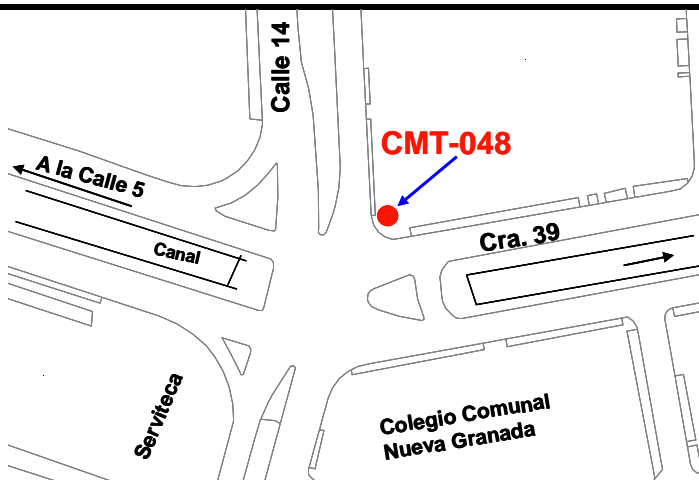 Calle 14
CMT-048
A la Calle 5
Canal
Cra. 39
Serviteca
Colegio Comunal
Nueva Granada